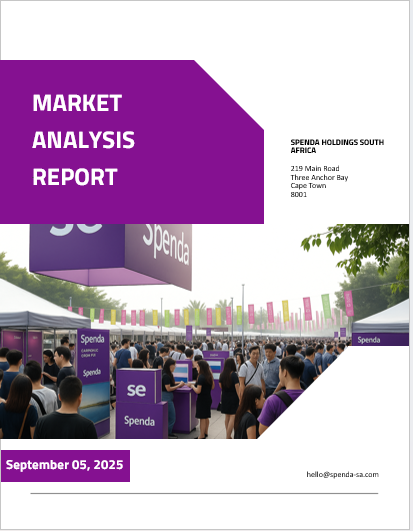 MARKET
ANALYSIS
REPORT
SPENDA HOLDINGS SOUTH
AFRICA
219 Main Road
Three Anchor Bay
Cape Town
8001
se
Spenda
Spenda
Spenda
Spenda
se
Spenda
September 05, 2025
hello@spenda-sa.com